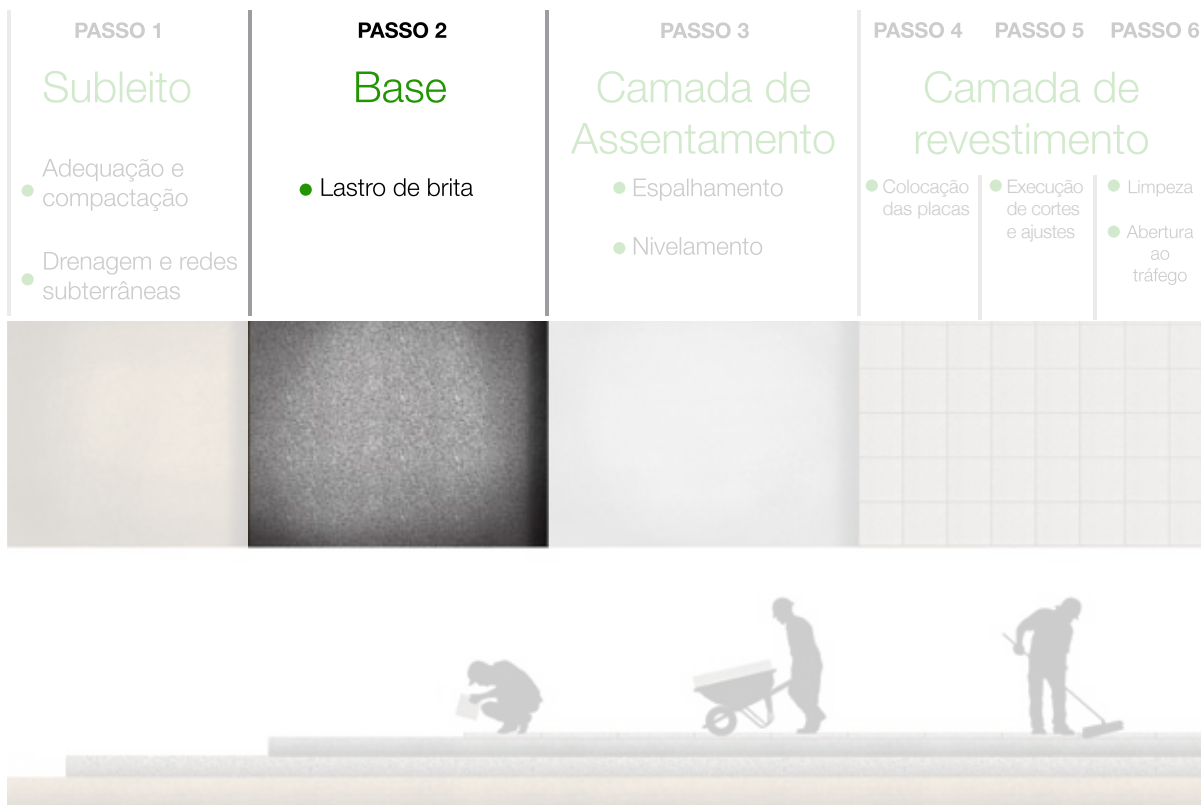 PASSO 1
Subleito
Adequação e
compactação
Drenagem e redes
subterrâneas
PASSO 2
Base
Lastro de brita
PASSO 3
Camada de
Assentamento
Espalhamento
Nivelamento
PASSO 4
PASSO 5
PASSO 6
Camada de
revestimento
Colocação
das placas
Execução
de cortes
e ajustes
Limpeza
Abertura
ao
tráfego